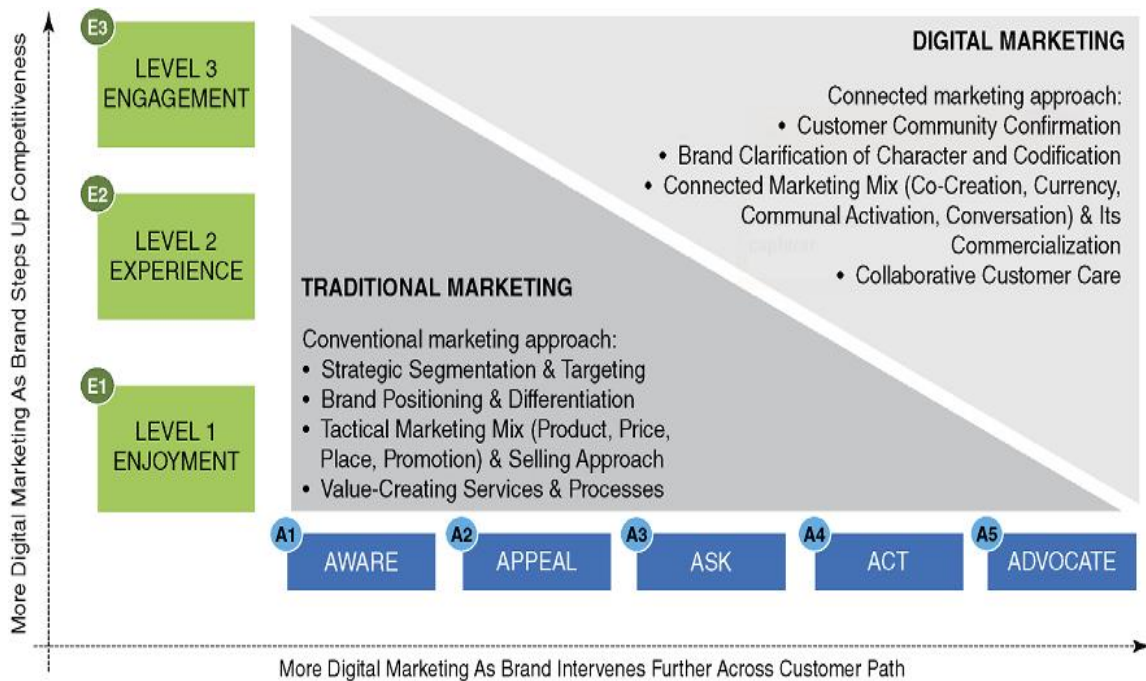 More Digital Marketing As Brand Steps Up Competitiveness
E3
LEVEL 3
ENGAGEMENT
E2
LEVEL 2
EXPERIENCE
E1
LEVEL 1
ENJOYMENT
DIGITAL MARKETING
Connected marketing approach:
• Customer Community Confirmation
• Brand Clarification of Character and Codification
• Connected Marketing Mix (Co-Creation, Currency,
Communal Activation, Conversation) & Its
Commercialization
• Collaborative Customer Care
TRADITIONAL MARKETING
Conventional marketing approach:
• Strategic Segmentation & Targeting
• Brand Positioning & Differentiation
• Tactical Marketing Mix (Product, Price,
Place, Promotion) & Selling Approach
• Value-Creating Services & Processes
A1
AWARE
A2
APPEAL
A3
ASK
A4
ACT
A5
ADVOCATE
More Digital Marketing As Brand Intervenes Further Across Customer Path